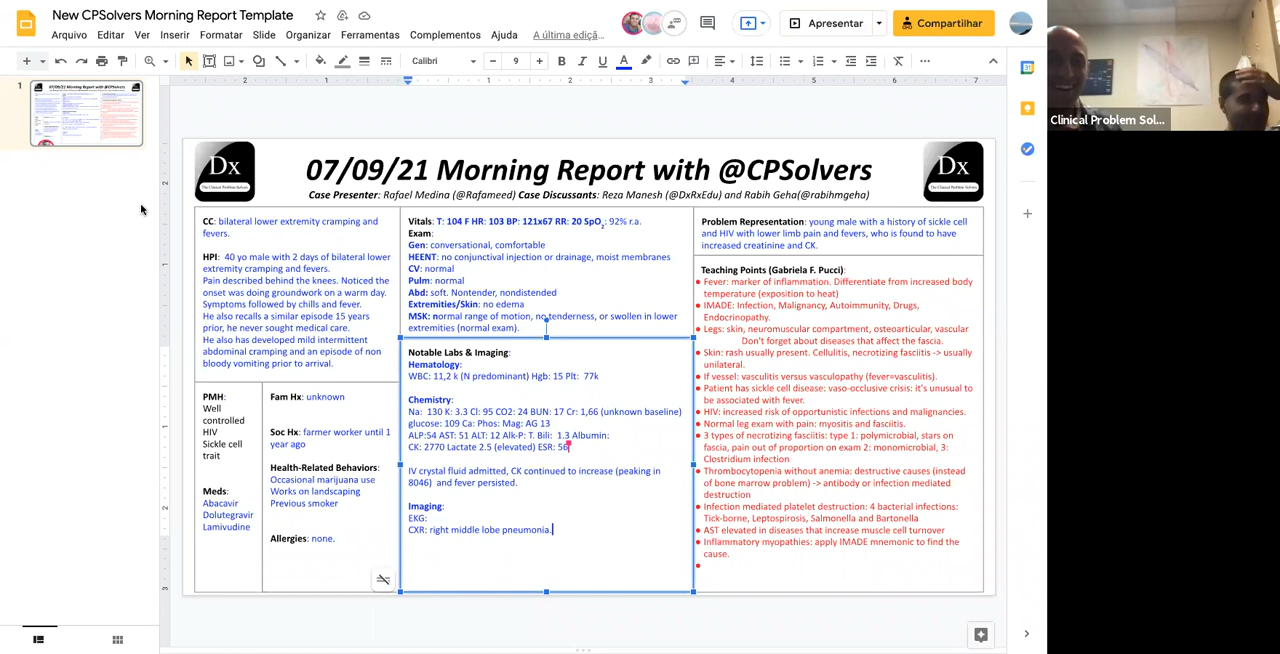 New CPSolvers Morning Report Template
Arquivo Editar Ver Inserir Formatar Slide Organizar Ferramentas Complementos Ajuda A última ediçã...
Apresentar
Compartilhar
Calibri
9
2 1 1 2 3 4 5 6 7
1
07/09/21 Morning Report with @CPSolvers
Case Presenter: Rafael Medina (@Rafameed) Case Discussants: Reza Manesh (@DxRxEdu) and Rabih Geha(@rabihmgeha)
Dx
The Clinical Problem Solvers
Dx
The Clinical Problem Solvers
CC: bilateral lower extremity cramping and
fevers.
HPI: 40 yo male with 2 days of bilateral lower
extremity cramping and fevers.
Pain described behind the knees. Noticed the
onset was doing groundwork on a warm day.
Symptoms followed by chills and fever.
He also recalls a similar episode 15 years
prior, he never sought medical care.
He also has developed mild intermittent
abdominal cramping and an episode of non
bloody vomiting prior to arrival.
PMH:
Well
controlled
HIV
Sickle cell
trait
Meds:
Abacavir
Dolutegravir
Lamivudine
Fam Hx: unknown
Soc Hx: farmer worker until 1
year ago
Health-Related Behaviors:
Occasional marijuana use
Works on landscaping
Previous smoker
Allergies: none.
Vitals: T: 104 F HR: 103 BP: 121x67 RR: 20 SpO2: 92% r.a.
Exam:
Gen: conversational, comfortable
HEENT: no conjunctival injection or drainage, moist membranes
CV: normal
Pulm: normal
Abd: soft. Nontender, nondistended
Extremities/Skin: no edema
MSK: normal range of motion, no tenderness, or swollen in lower
extremities (normal exam).
Notable Labs & Imaging:
Hematology:
WBC: 11,2 k (N predominant) Hgb: 15 Plt: 77k
Chemistry:
Na: 130 K: 3.3 Cl: 95 CO2: 24 BUN: 17 Cr: 1,66 (unknown baseline)
glucose: 109 Ca: Phos: Mag: AG 13
ALP:54 AST: 51 ALT: 12 Alk-P: T. Bili: 1.3 Albumin:
CK: 2770 Lactate 2.5 (elevated) ESR: 56
IV crystal fluid admitted, CK continued to increase (peaking in
8046) and fever persisted.
Imaging:
EKG:
CXR: right middle lobe pneumonia.
Problem Representation: young male with a history of sickle cell
and HIV with lower limb pain and fevers, who is found to have
increased creatinine and CK.
Teaching Points (Gabriela F. Pucci):
Fever: marker of inflammation. Differentiate from increased body
temperature (exposition to heat)
IMADE: Infection, Malignancy, Autoimmunity, Drugs,
Endocrinopathy.
Legs: skin, neuromuscular compartment, osteoarticular, vascular
Don't forget about diseases that affect the fascia.
Skin: rash usually present. Cellulitis, necrotizing fasciitis -> usually
unilateral.
If vessel: vasculitis versus vasculopathy (fever=vasculitis).
Patient has sickle cell disease: vaso-occlusive crisis: it's unusual to
be associated with fever.
HIV: increased risk of opportunistic infections and malignancies.
Normal leg exam with pain: myositis and fasciitis.
3 types of necrotizing fasciitis: type 1: polymicrobial, stars on
fascia, pain out of proportion on exam 2: monomicrobial, 3:
Clostridium infection
Thrombocytopenia without anemia: destructive causes (instead
of bone marrow problem) -> antibody or infection mediated
destruction
Infection mediated platelet destruction: 4 bacterial infections:
Tick-borne, Leptospirosis, Salmonella and Bartonella
AST elevated in diseases that increase muscle cell turnover
Inflammatory myopathies: apply IMADE mnemonic to find the
cause.
Clinical Problem Sol...